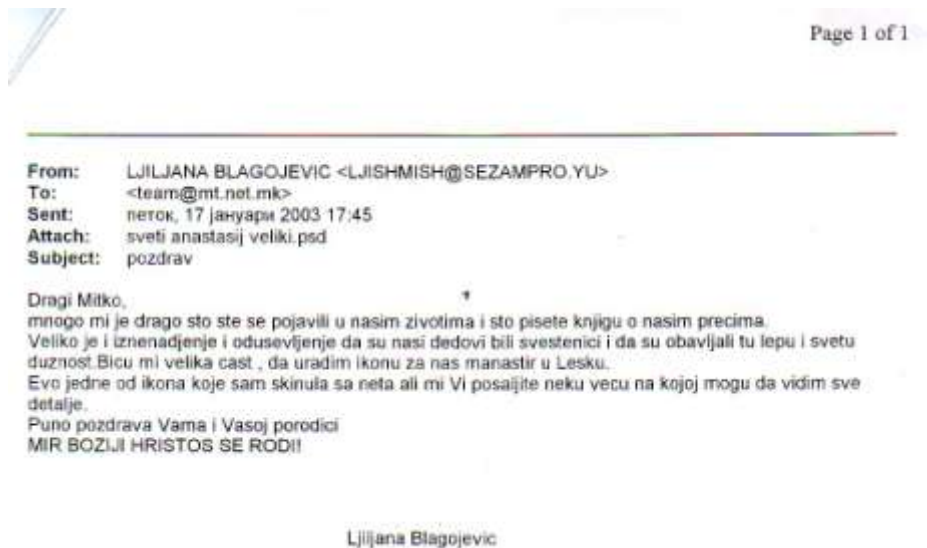 Page 1 of 1
From: LJILJANA BLAGOJEVIC <LJISHMISH@SEZAMPRO.YU>
To: <team@mt.net.mk>
Sent: петок, 17 јануари 2003 17:45
Attach: sveti anastasij veliki.psd
Subject: pozdrav
Dragi Mitko,
mnogo mi je drago sto ste se pojavili u nasim zivotima i sto pisete knjigu o nasim precima.
Veliko je i iznenadjenje i odusevljenje da su nasi dedovi bili svestenici i da su obavljali tu lepu i svetu
duznost.Bicu mi velika cast , da uradim ikonu za nas manastir u Lesku.
Evo jedne od ikona koje sam skinula sa neta ali mi Vi posaljite neku vecu na kojoj mogu da vidim sve
detalje.
Puno pozdrava Vama i Vasoj porodici
MIR BOZIJI HRISTOS SE RODI!
Ljiljana Blagojevic